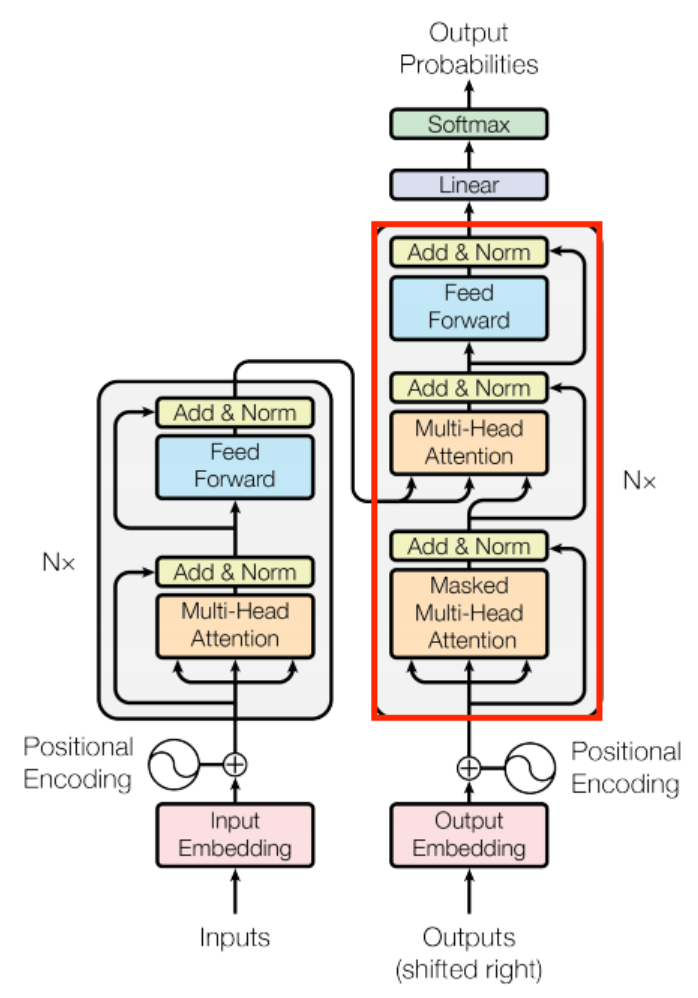 Output
Probabilities
Softmax
Linear
Add & Norm
Feed
Forward
Add & Norm
Multi-Head
Attention
Add & Norm
Masked
Multi-Head
Attention
N×
Add & Norm
Feed
Forward
Add & Norm
Multi-Head
Attention
N×
Positional
Encoding
Positional
Encoding
Input
Embedding
Output
Embedding
Inputs
Outputs
(shifted right)